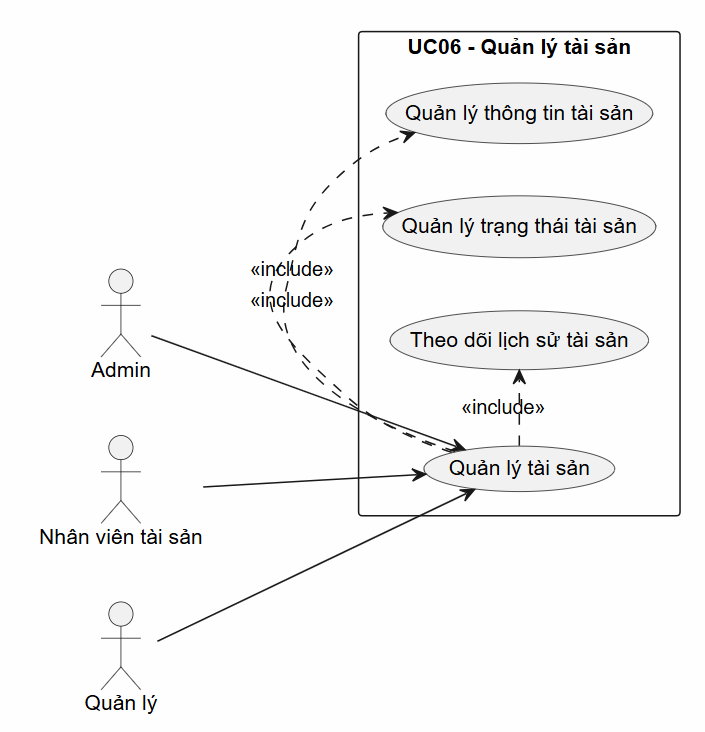 UC06 - Quản lý tài sản
Quản lý thông tin tài sản
Quản lý trạng thái tài sản
«include»
«include»
Theo dõi lịch sử tài sản
Admin
«include»
Quản lý tài sản
Nhân viên tài sản
Quản lý